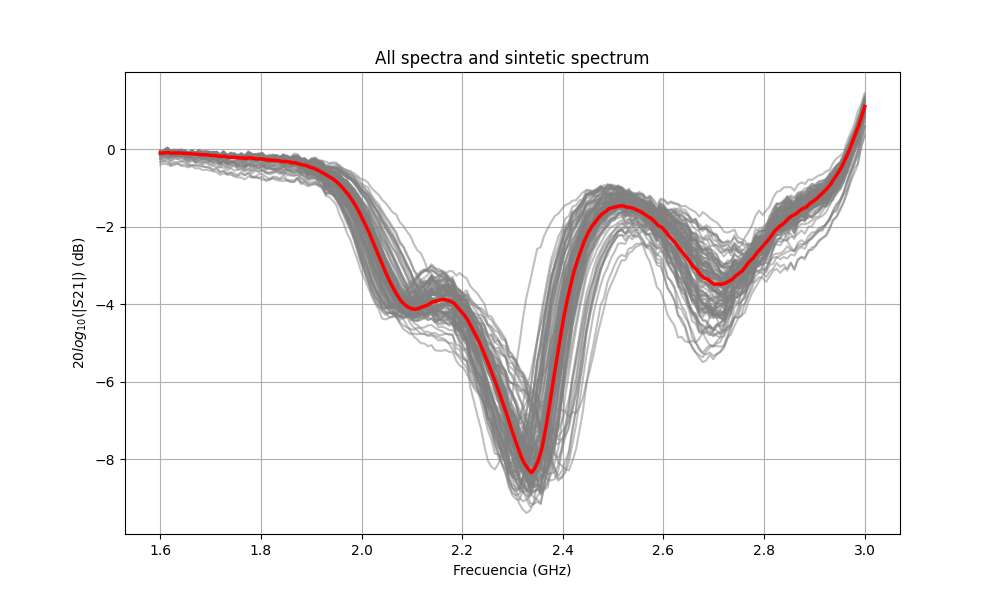 All spectra and sintetic spectrum
20log₁₀(|S21|) (dB)
0
−2
−4
−6
−8
1.6 1.8 2.0 2.2 2.4 2.6 2.8 3.0
Frecuencia (GHz)